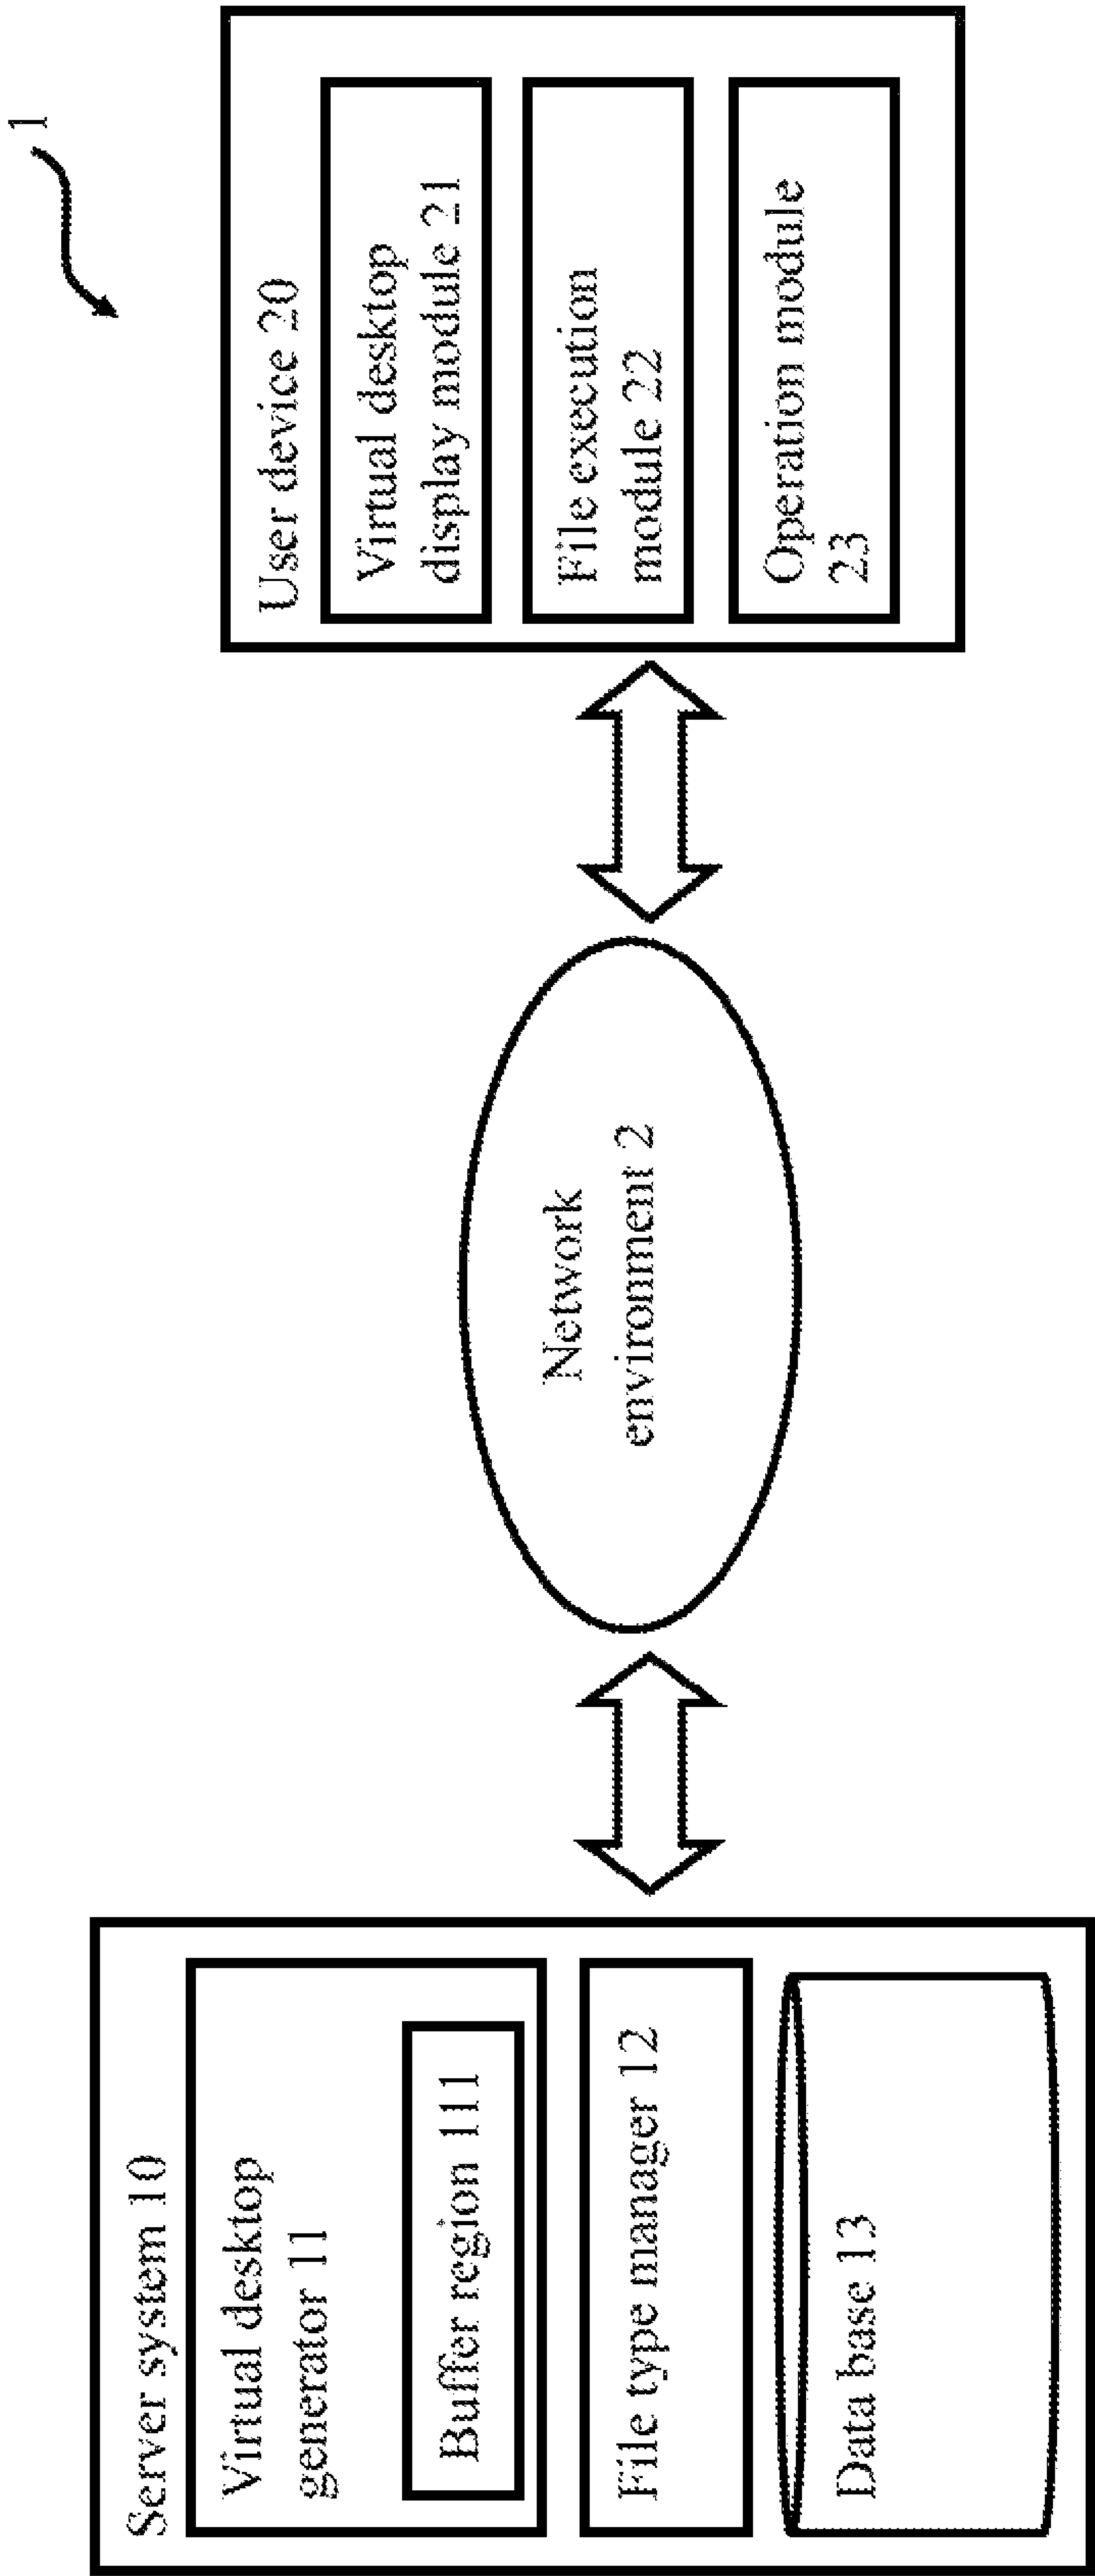 1
Server system 10
Virtual desktop
generator 11
Buffer region 111
File type manager 12
Data base 13
Network
environment 2
User device 20
Virtual desktop
display module 21
File execution
module 22
Operation module
23